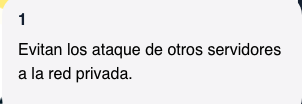 1
Evitan los ataque de otros servidores
a la red privada.